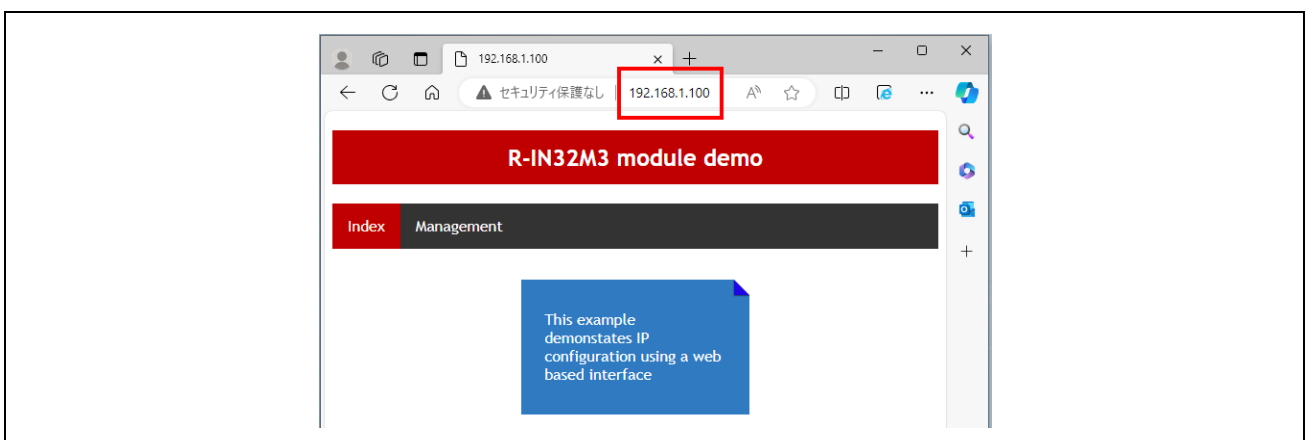 192.168.1.100
セキュリティ保護なし 192.168.1.100
R-IN32M3 module demo
Index Management
This example
demonstates IP
configuration using a web
based interface